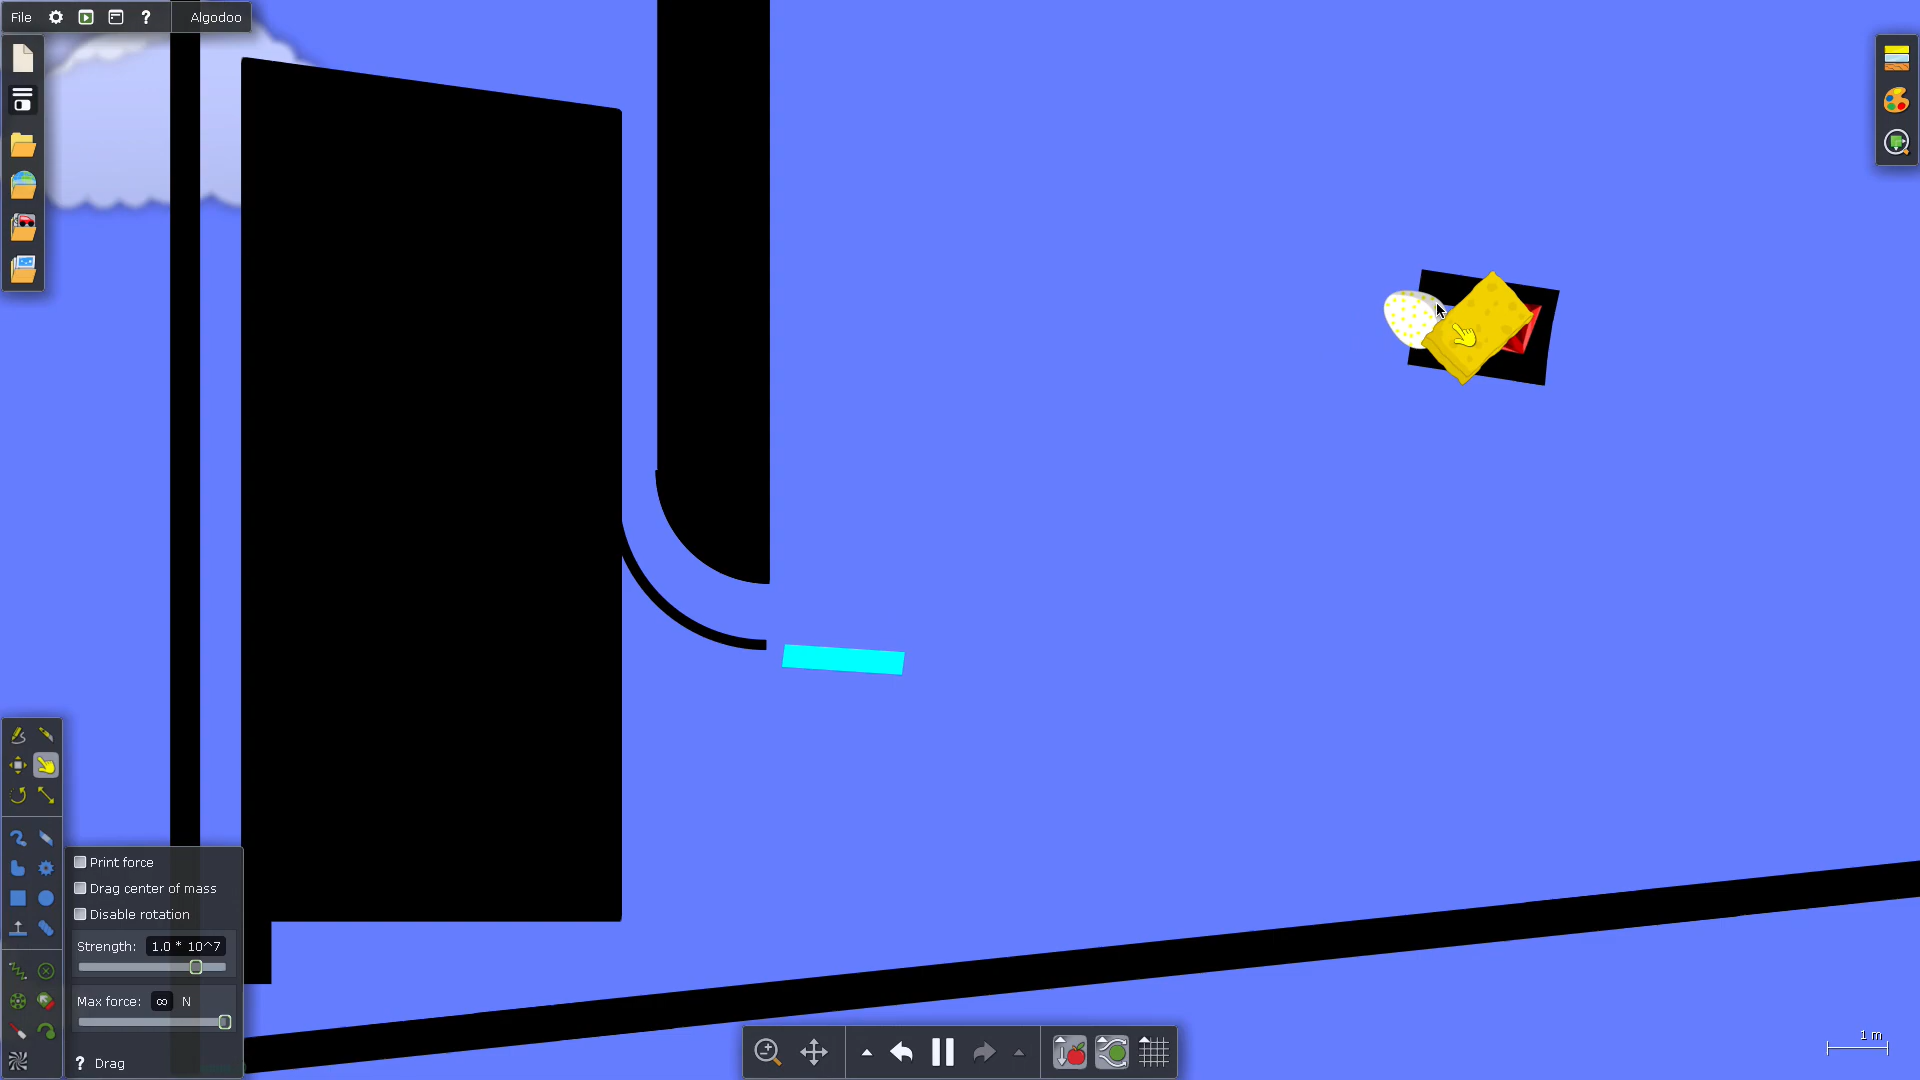 File ? Algodoo
Print force
Drag center of mass
Disable rotation
Strength: 1.0 * 10^7
Max force: ∞ N
? Drag
1 m